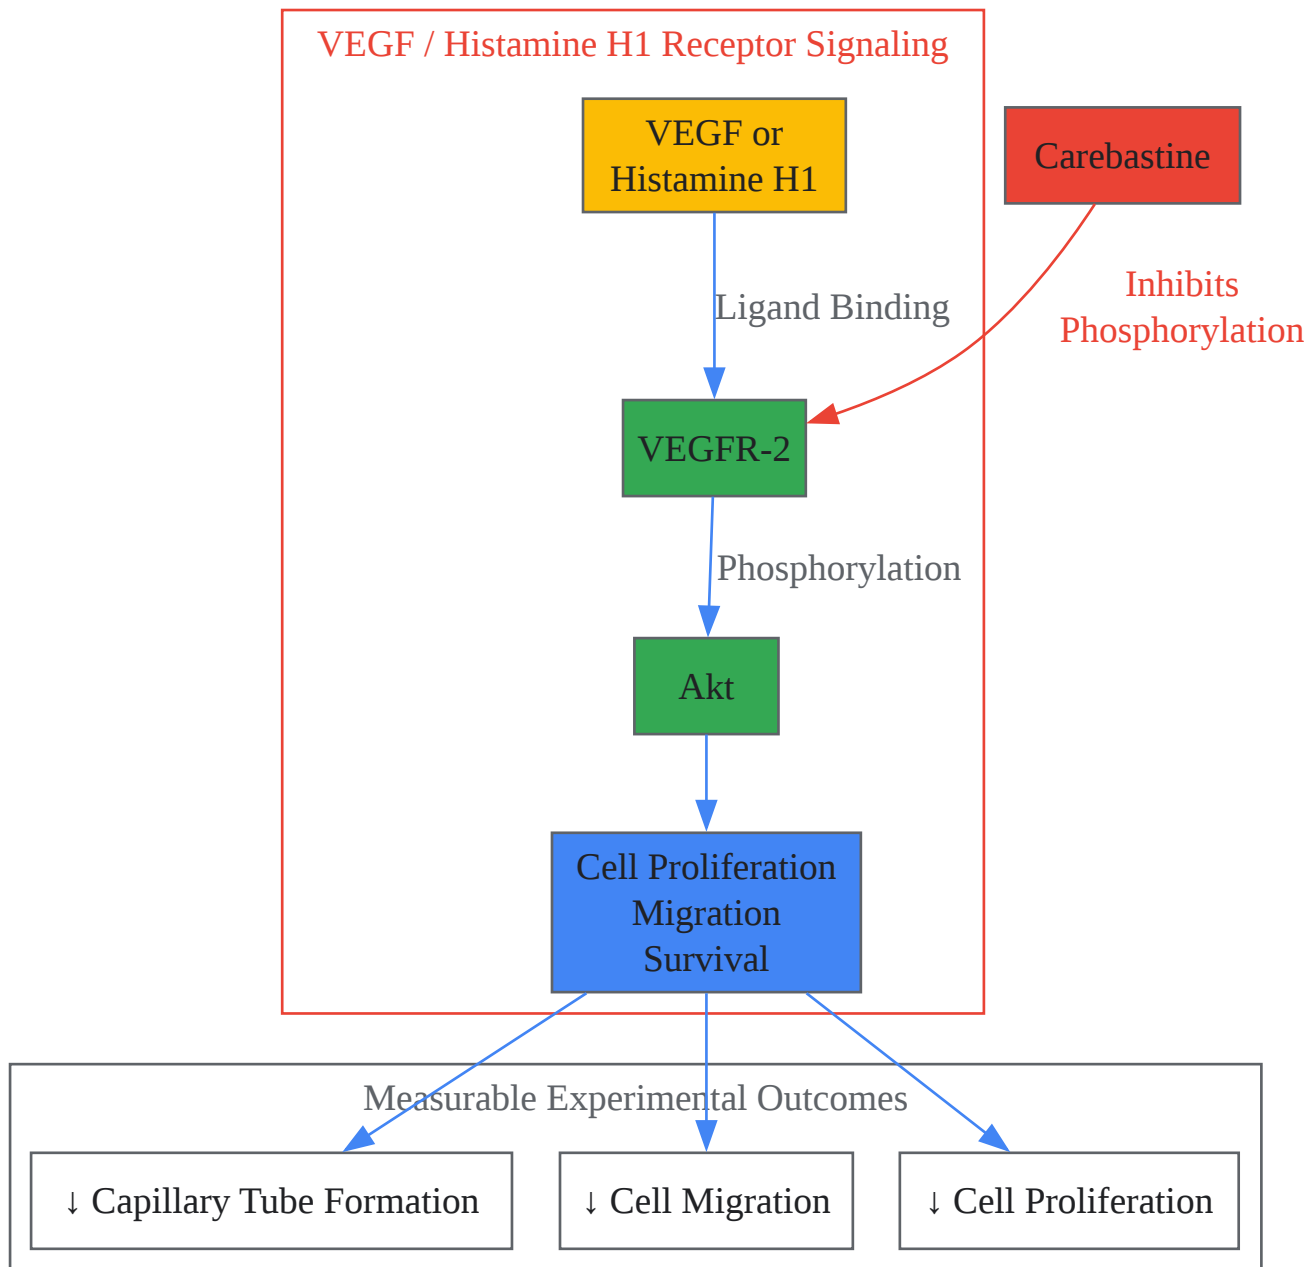 VEGF / Histamine H1 Receptor Signaling
VEGF or
Histamine H1
Carebastine
Inhibits
Phosphorylation
Ligand Binding
VEGFR-2
Phosphorylation
Akt
Cell Proliferation
Migration
Survival
Measurable Experimental Outcomes
↓ Capillary Tube Formation
↓ Cell Migration
↓ Cell Proliferation